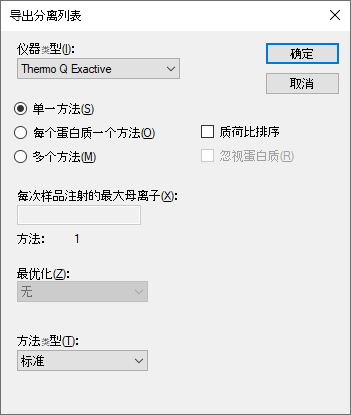 导出分离列表
仪器类型(I):
Thermo Q Exactive
确定
取消
单一方法(S)
每个蛋白质一个方法(O)
质荷比排序
多个方法(M)
忽视蛋白质(R)
每次样品注射的最大母离子(X):
方法: 1
最优化(Z):
无
方法类型(T):
标准